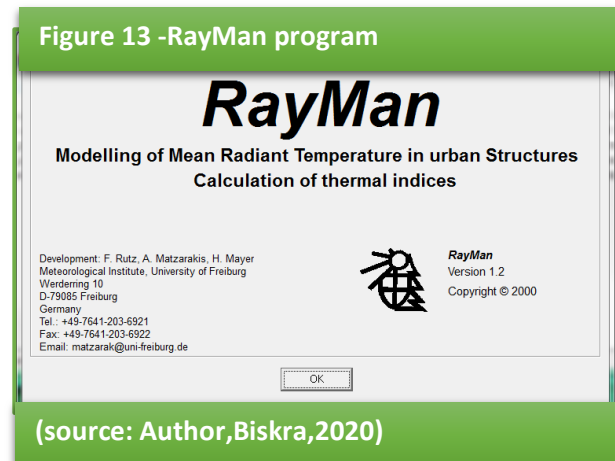 Figure 13 -RayMan program
RayMan
Modelling of Mean Radiant Temperature in urban Structures
Calculation of thermal indices
Development: F. Rutz, A. Matzarakis, H. Mayer
Meteorological Institute, University of Freiburg
Werderring 10
D-79085 Freiburg
Germany
Tel.: +49-7641-203-6921
Fax: +49-7641-203-6922
Email: matzarak@uni-freiburg.de
RayMan
Version 1.2
Copyright © 2000
OK
(source: Author,Biskra,2020)